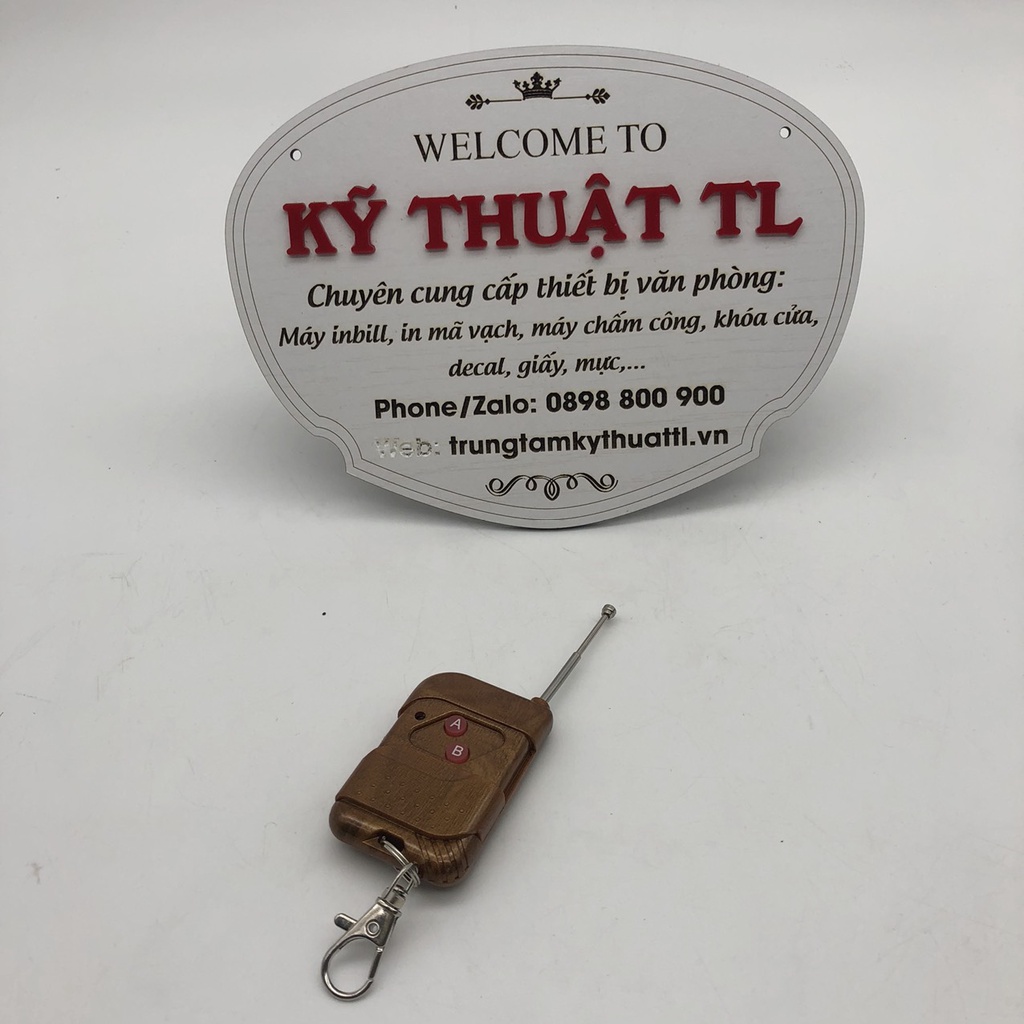 WELCOME TO
KỸ THUẬT TL
Chuyên cung cấp thiết bị văn phòng:
Máy inbill, in mã vạch, máy chấm công, khóa cửa,
decal, giấy, mực,...
Phone/Zalo: 0898 800 900
Web: trungtamkythuattl.vn
A
B